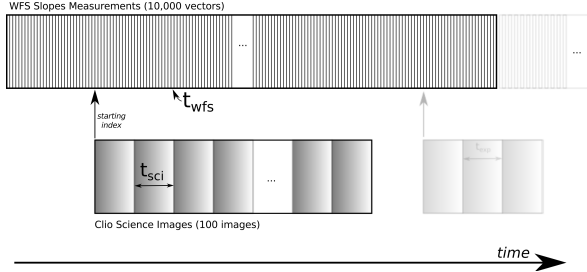 WFS Slopes Measurements (10,000 vectors)
...
...
t_wfs
starting
index
t_sci
...
Clio Science Images (100 images)
time